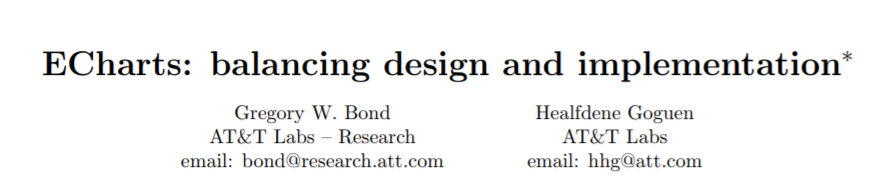 ECharts: balancing design and implementation*
Gregory W. Bond
AT&T Labs – Research
email: bond@research.att.com
Healfdene Goguen
AT&T Labs
email: hhg@att.com